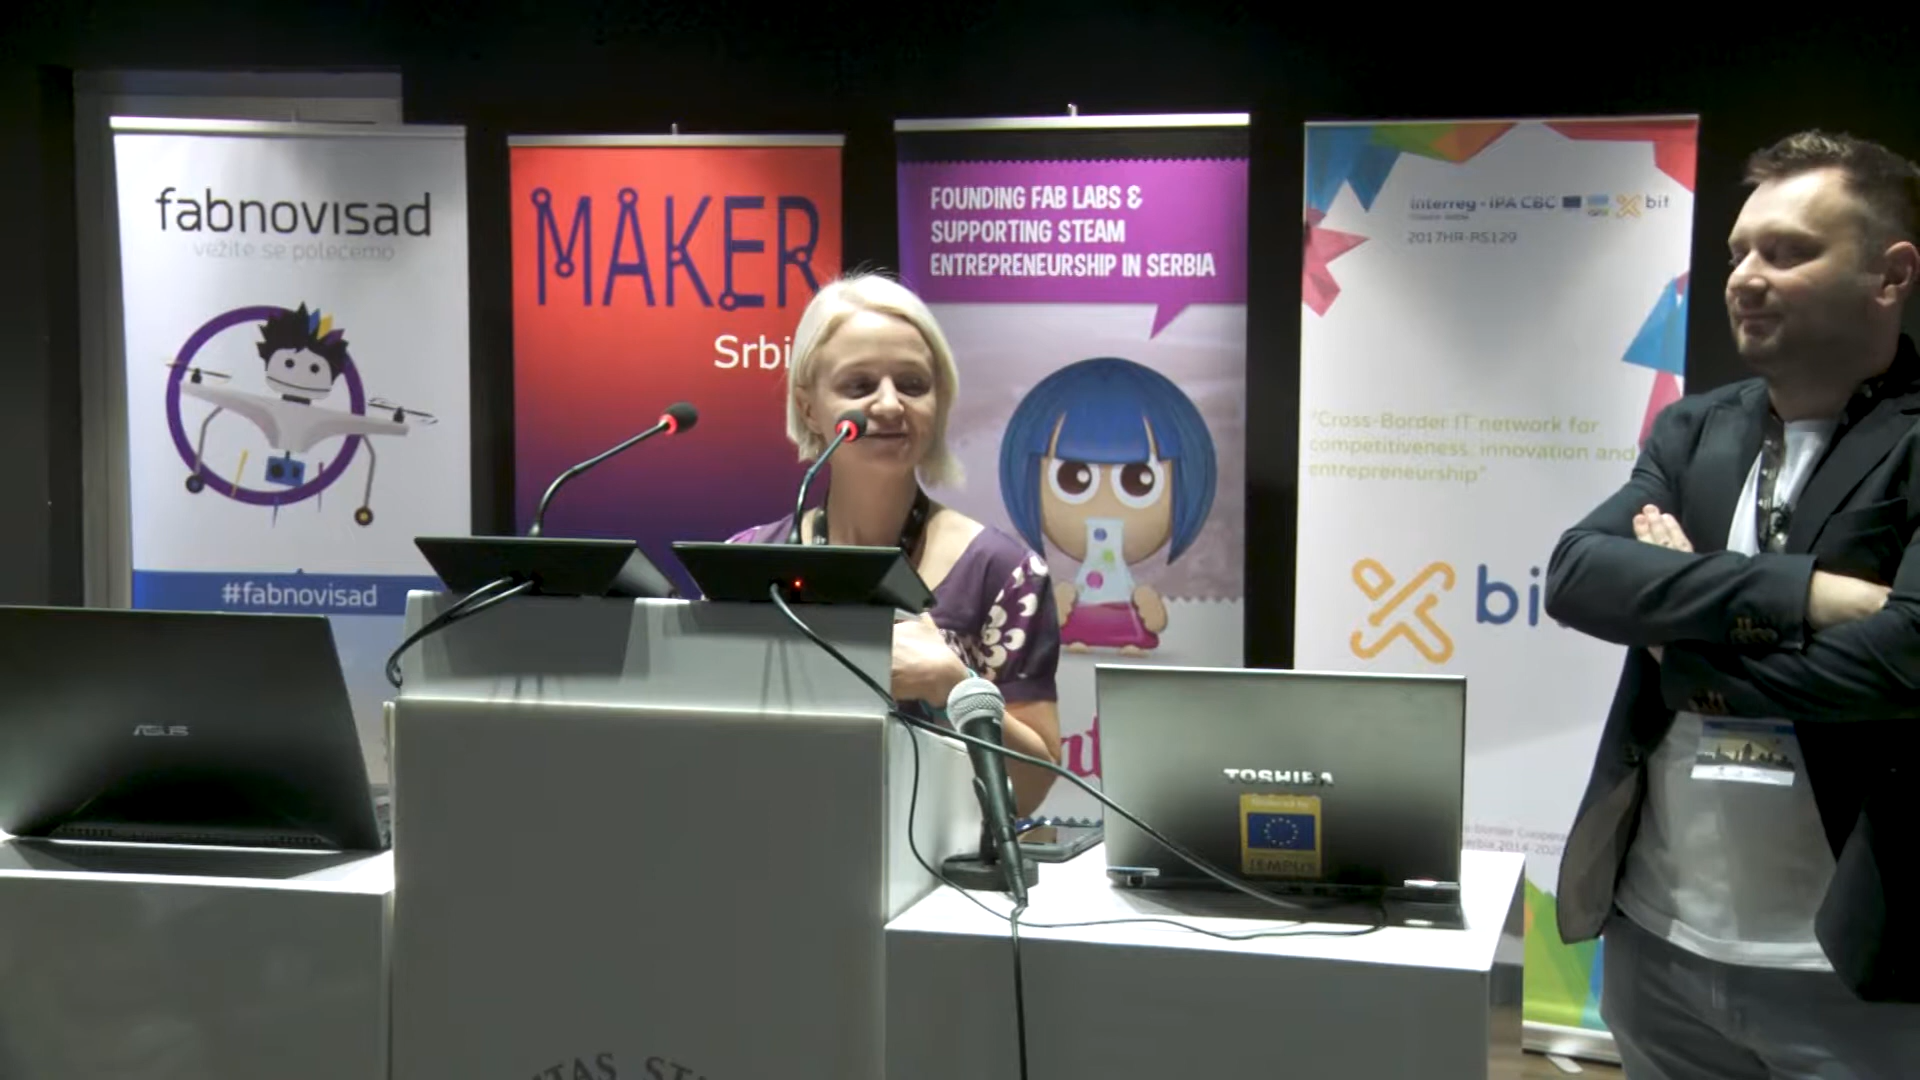 fabnovisad
vežite se polećemo
#fabnovisad
MAKER
Srbi
FOUNDING FAB LABS &
SUPPORTING STEAM
ENTREPRENEURSHIP IN SERBIA
interreg - IPA CBC bit
2017HR-RS129
"Cross-Border IT network for
competitiveness, innovation and
entrepreneurship"
bi
ASUS
TOSHIBA
TEMPUS